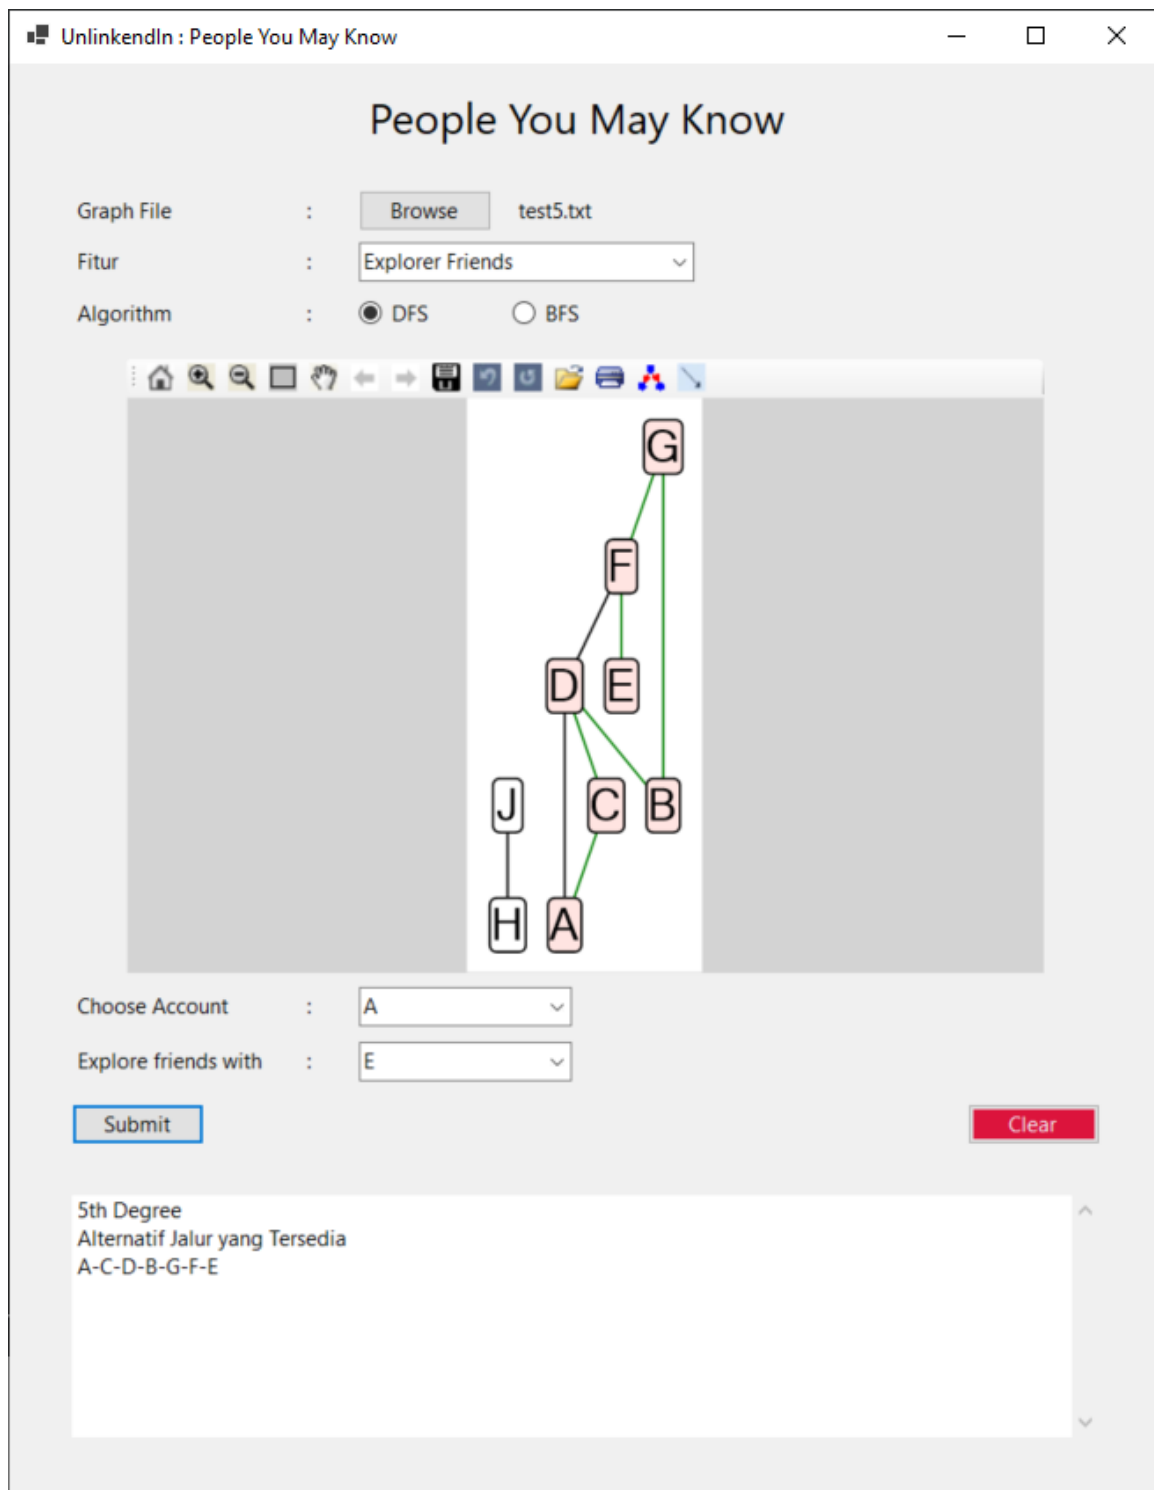 UnlinkendIn : People You May Know
People You May Know
Graph File : Browse test5.txt
Fitur : Explorer Friends
Algorithm : DFS BFS
G
F
D E
J C B
H A
Choose Account : A
Explore friends with : E
Submit Clear
5th Degree
Alternatif Jalur yang Tersedia
A-C-D-B-G-F-E